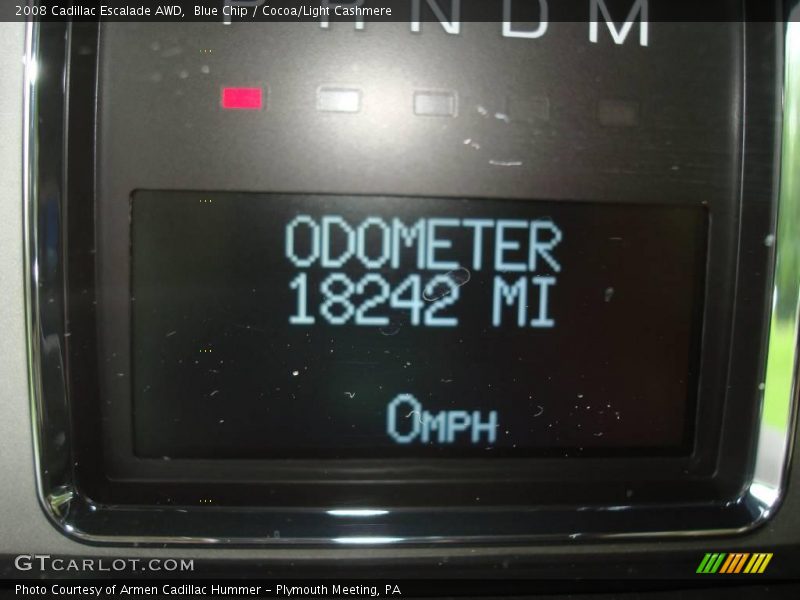 2008 Cadillac Escalade AWD, Blue Chip / Cocoa/Light Cashmere
P R N D M
ODOMETER
18242 MI
0MPH
GTCARLOT.COM
Photo Courtesy of Armen Cadillac Hummer - Plymouth Meeting, PA